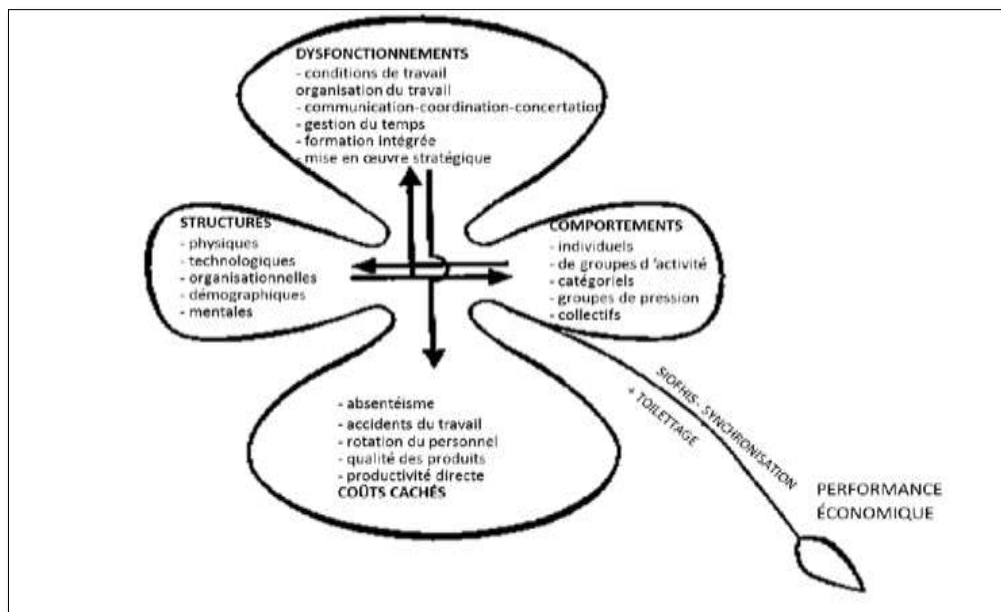 DYSFONCTIONNEMENTS
- conditions de travail
organisation du travail
- communication-coordination-concertation
- gestion du temps
- formation intégrée
- mise en œuvre stratégique
STRUCTURES
- physiques
- technologiques
- organisationnelles
- démographiques
- mentales
COMPORTEMENTS
- individuels
- de groupes d 'activité
- catégoriels
- groupes de pression
- collectifs
- absentéisme
- accidents du travail
- rotation du personnel
- qualité des produits
- productivité directe
COÛTS CACHÉS
SIOFHIS- SYNCHRONISATION
+ TOILETTAGE
PERFORMANCE
ÉCONOMIQUE